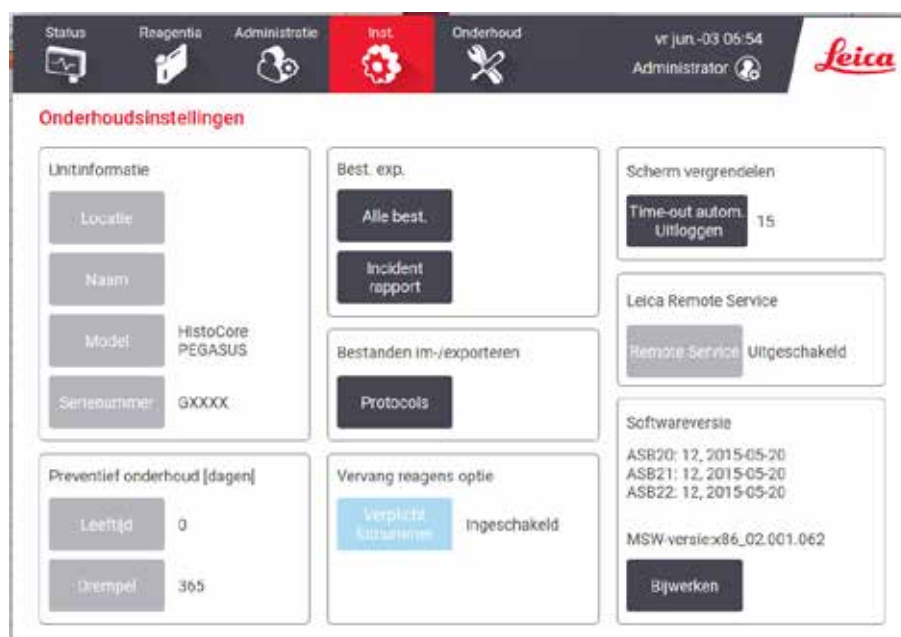 Status
Reagentia
Administratie
Inst.
Onderhoud
vr jun.-03 06:54
Administrator
Leica
Onderhoudsinstellingen
Unitinformatie
Locatie
Naam
Model
HistoCore
PEGASUS
Serienummer
GXXXX
Preventief onderhoud [dagen]
Leeftijd
0
Drempel
365
Best. exp.
Alle best.
Incident
rapport
Bestanden im-/exporteren
Protocols
Vervang reagens optie
Verplicht
lotnummer
Ingeschakeld
Scherm vergrendelen
Time-out autom.
Uitloggen
15
Leica Remote Service
Remote Service
Uitgeschakeld
Softwareversie
ASB20: 12, 2015-05-20
ASB21: 12, 2015-05-20
ASB22: 12, 2015-05-20
MSW-versie:x86_02.001.062
Bijwerken